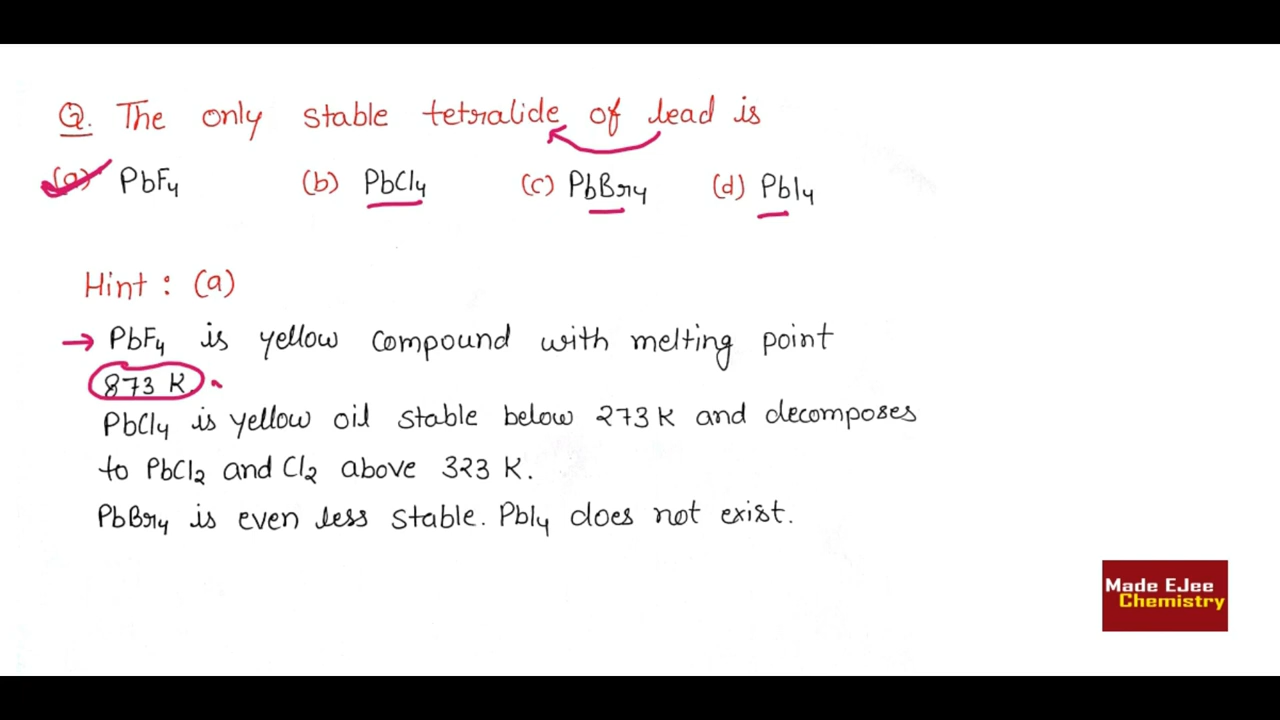 Q. The only stable tetralide of lead is
(a) PbF4 (b) PbCl4 (c) PbBr4 (d) PbI4
Hint : (a)
→ PbF4 is yellow compound with melting point
873 K.
PbCl4 is yellow oil stable below 273K and decomposes
to PbCl2 and Cl2 above 323 K.
PbBr4 is even less stable. PbI4 does not exist.
Made EJee
Chemistry